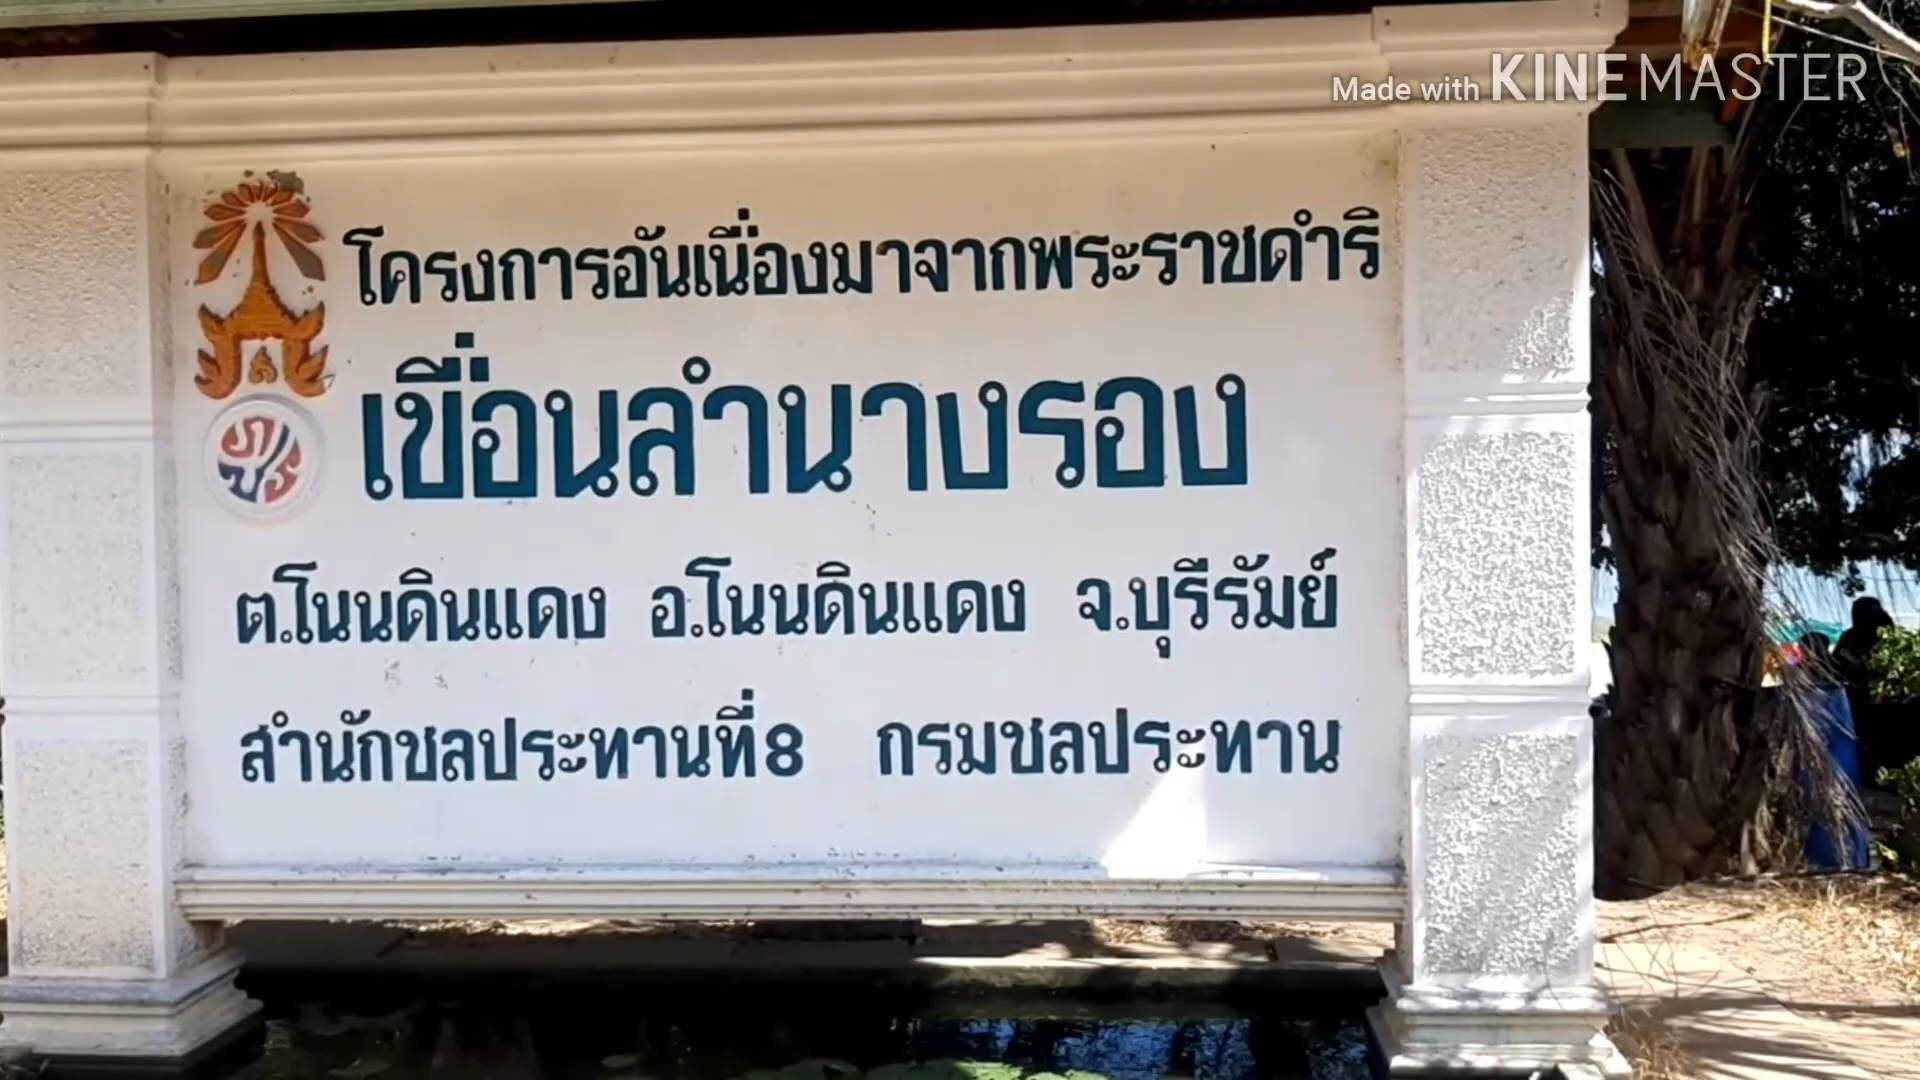 Made with KINEMASTER
โครงการอันเนื่องมาจากพระราชดำริ
เขื่อนลำนางรอง
ต.โนนดินแดง อ.โนนดินแดง จ.บุรีรัมย์
สำนักชลประทานที่8 กรมชลประทาน